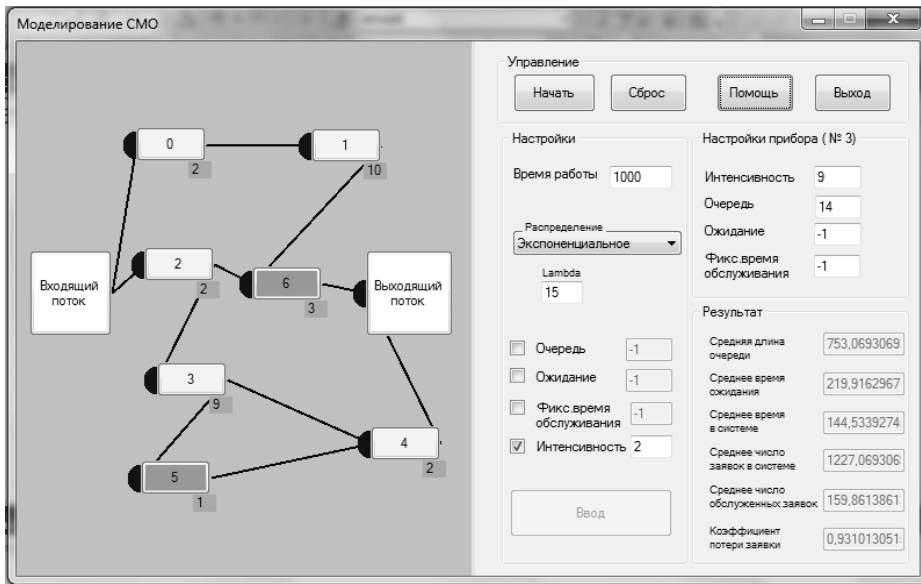 Моделирование СМО
0
2
1
10
Входящий
поток
2
2
6
3
Выходящий
поток
3
9
4
2
5
1
Управление
Начать
Сброс
Помощь
Выход
Настройки
Время работы 1000
Распределение
Экспоненциальное
Lambda
15
Очередь -1
Ожидание -1
Фикс.время
обслуживания -1
Интенсивность 2
Ввод
Настройки прибора ( № 3)
Интенсивность 9
Очередь 14
Ожидание -1
Фикс.время
обслуживания -1
Результат
Средняя длина
очереди 753,0693069
Среднее время
ожидания 219,9162967
Среднее время
в системе 144,5339274
Среднее число
заявок в системе 1227,069306
Среднее число
обслуженных заявок 159,8613861
Коэффициент
потери заявки 0,931013051